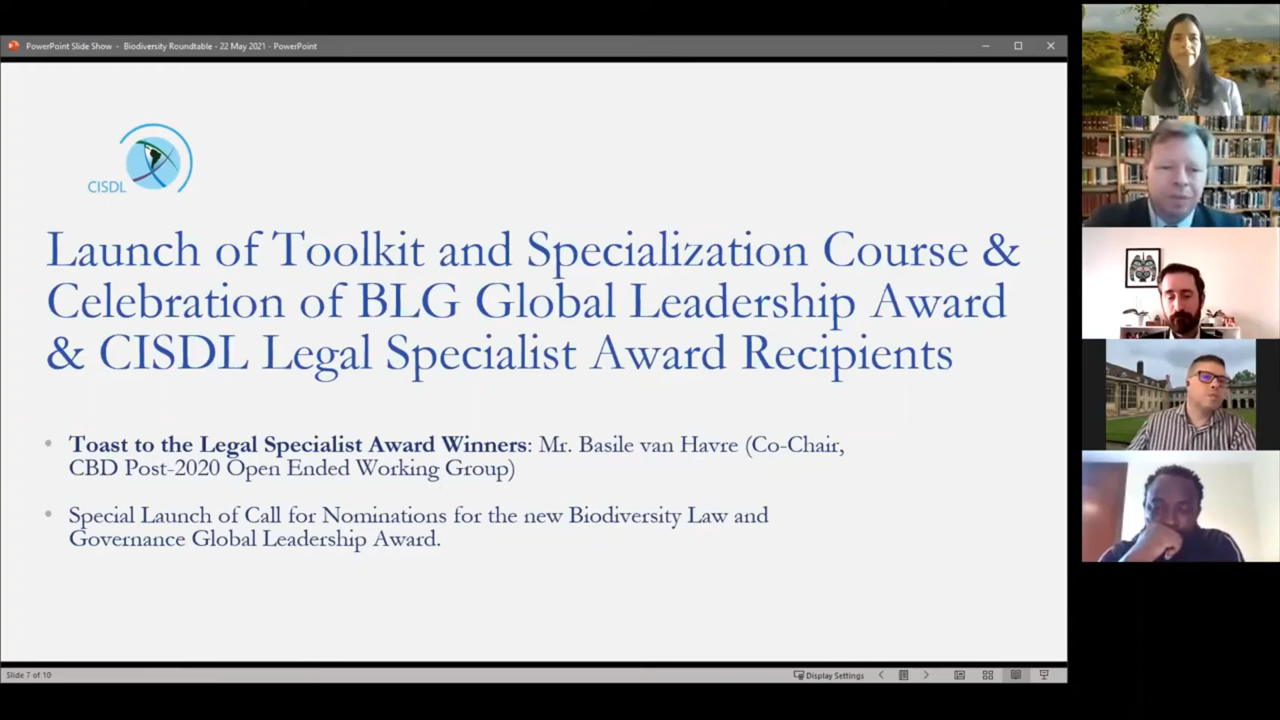 PowerPoint Slide Show - Biodiversity Roundtable - 22 May 2021 - PowerPoint
CISDL
Launch of Toolkit and Specialization Course &
Celebration of BLG Global Leadership Award
& CISDL Legal Specialist Award Recipients
• Toast to the Legal Specialist Award Winners: Mr. Basile van Havre (Co-Chair,
CBD Post-2020 Open Ended Working Group)
• Special Launch of Call for Nominations for the new Biodiversity Law and
Governance Global Leadership Award.
Slide 7 of 10
Display Settings